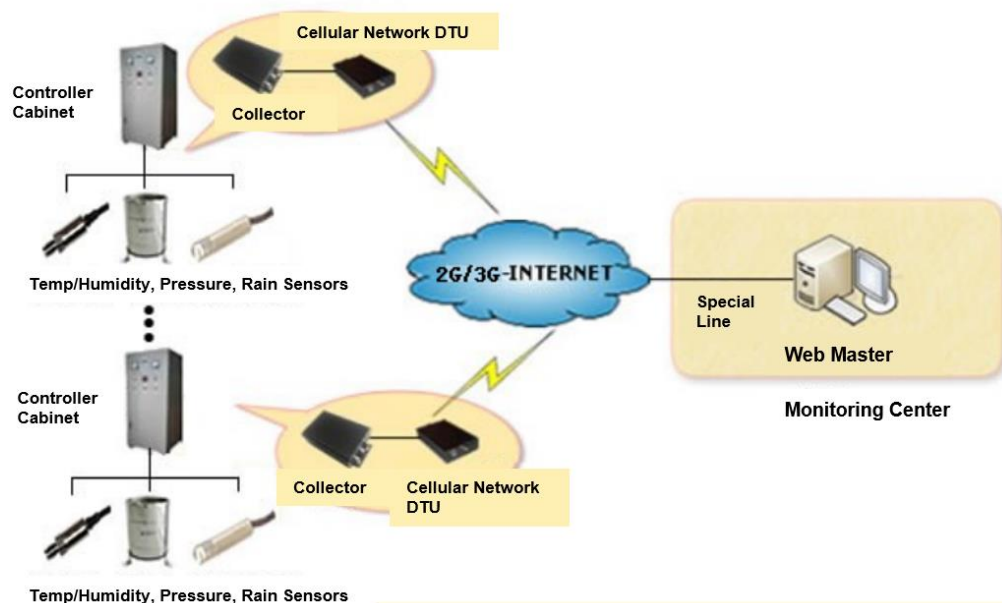 Cellular Network DTU
Controller
Cabinet
Collector
Temp/Humidity, Pressure, Rain Sensors
2G/3G-INTERNET
Special
Line
Web Master
Monitoring Center
Controller
Cabinet
Collector
Cellular Network
DTU
Temp/Humidity, Pressure, Rain Sensors